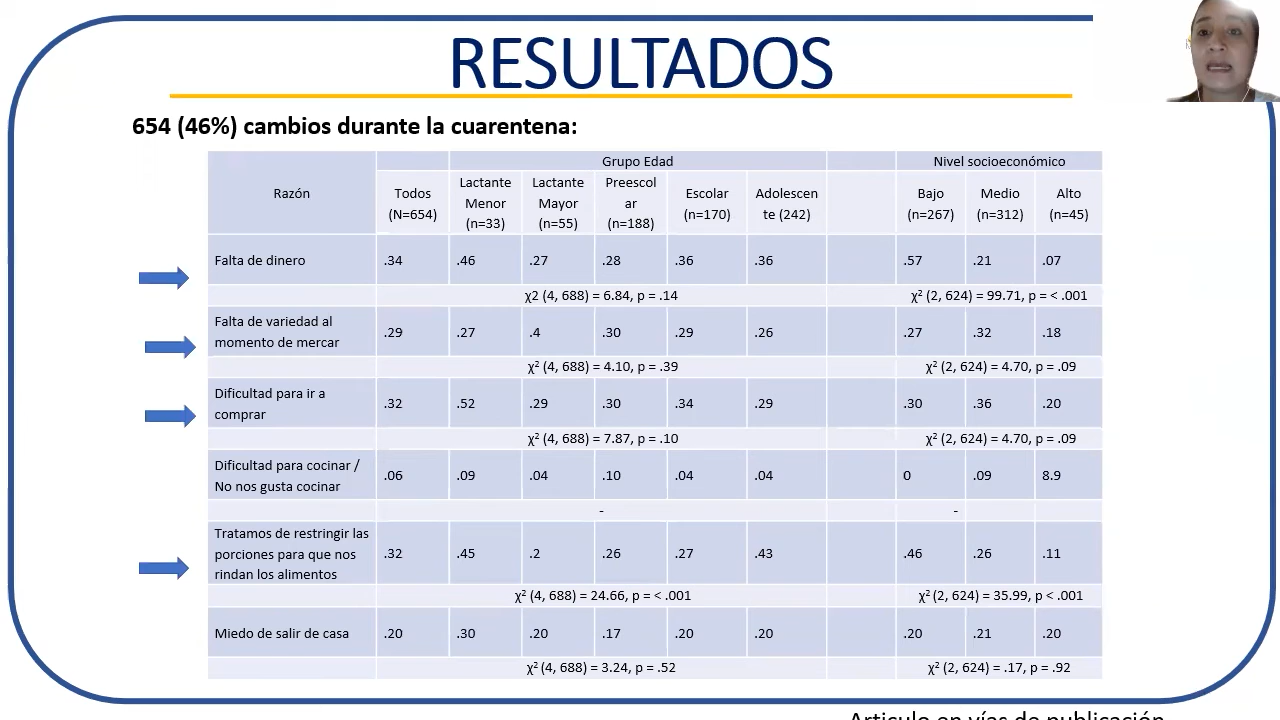 RESULTADOS
654 (46%) cambios durante la cuarentena:
Grupo Edad
Nivel socioeconómico
Razón
Todos
(N=654)
Lactante
Menor
(n=33)
Lactante
Mayor
(n=55)
Preescol
ar
(n=188)
Escolar
(n=170)
Adolescen
te (242)
Bajo
(n=267)
Medio
(n=312)
Alto
(n=45)
Falta de dinero
.34 .46 .27 .28 .36 .36 .57 .21 .07
χ2 (4, 688) = 6.84, p = .14
χ² (2, 624) = 99.71, p = < .001
Falta de variedad al
momento de mercar
.29 .27 .4 .30 .29 .26 .27 .32 .18
χ² (4, 688) = 4.10, p = .39
χ² (2, 624) = 4.70, p = .09
Dificultad para ir a
comprar
.32 .52 .29 .30 .34 .29 .30 .36 .20
χ² (4, 688) = 7.87, p = .10
χ² (2, 624) = 4.70, p = .09
Dificultad para cocinar /
No nos gusta cocinar
.06 .09 .04 .10 .04 .04 0 .09 8.9
- -
Tratamos de restringir las
porciones para que nos
rindan los alimentos
.32 .45 .2 .26 .27 .43 .46 .26 .11
χ² (4, 688) = 24.66, p = < .001
χ² (2, 624) = 35.99, p < .001
Miedo de salir de casa
.20 .30 .20 .17 .20 .20 .20 .21 .20
χ² (4, 688) = 3.24, p = .52
χ² (2, 624) = .17, p = .92
Articulo en vías de publicación